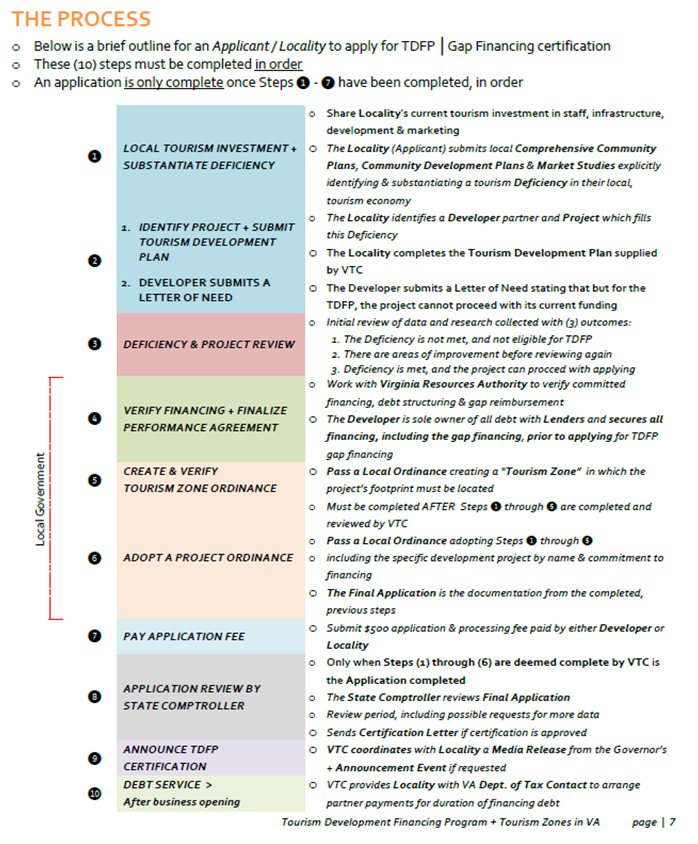 THE PROCESS
o Below is a brief outline for an Applicant / Locality to apply for TDFP | Gap Financing certification
o These (10) steps must be completed in order
o An application is only complete once Steps ❶ - ❼ have been completed, in order
❶
LOCAL TOURISM INVESTMENT +
SUBSTANTIATE DEFICIENCY
o Share Locality's current tourism investment in staff, infrastructure,
development & marketing
o The Locality (Applicant) submits local Comprehensive Community
Plans, Community Development Plans & Market Studies explicitly
identifying & substantiating a tourism Deficiency in their local,
tourism economy
❷
1. IDENTIFY PROJECT + SUBMIT
TOURISM DEVELOPMENT
PLAN
2. DEVELOPER SUBMITS A
LETTER OF NEED
o The Locality identifies a Developer partner and Project which fills
this Deficiency
o The Locality completes the Tourism Development Plan supplied
by VTC
o The Developer submits a Letter of Need stating that but for the
TDFP, the project cannot proceed with its current funding
❸
DEFICIENCY & PROJECT REVIEW
o Initial review of data and research collected with (3) outcomes:
1. The Deficiency is not met, and not eligible for TDFP
2. There are areas of improvement before reviewing again
3. Deficiency is met, and the project can procced with applying
Local Government
❹
VERIFY FINANCING + FINALIZE
PERFORMANCE AGREEMENT
o Work with Virginia Resources Authority to verify committed
financing, debt structuring & gap reimbursement
o The Developer is sole owner of all debt with Lenders and secures all
financing, including the gap financing, prior to applying for TDFP
gap financing
❺
CREATE & VERIFY
TOURISM ZONE ORDINANCE
o Pass a Local Ordinance creating a "Tourism Zone" in which the
project's footprint must be located
o Must be completed AFTER Steps ❶ through ❺ are completed and
reviewed by VTC
❻
ADOPT A PROJECT ORDINANCE
o Pass a Local Ordinance adopting Steps ❶ through ❺
o including the specific development project by name & commitment to
financing
o The Final Application is the documentation from the completed,
previous steps
❼
PAY APPLICATION FEE
o Submit $500 application & processing fee paid by either Developer or
Locality
❽
APPLICATION REVIEW BY
STATE COMPTROLLER
o Only when Steps (1) through (6) are deemed complete by VTC is
the Application completed
o The State Comptroller reviews Final Application
o Review period, including possible requests for more data
o Sends Certification Letter if certification is approved
❾
ANNOUNCE TDFP
CERTIFICATION
o VTC coordinates with Locality a Media Release from the Governor's
+ Announcement Event if requested
❿
DEBT SERVICE >
After business opening
o VTC provides Locality with VA Dept. of Tax Contact to arrange
partner payments for duration of financing debt
Tourism Development Financing Program + Tourism Zones in VA page | 7